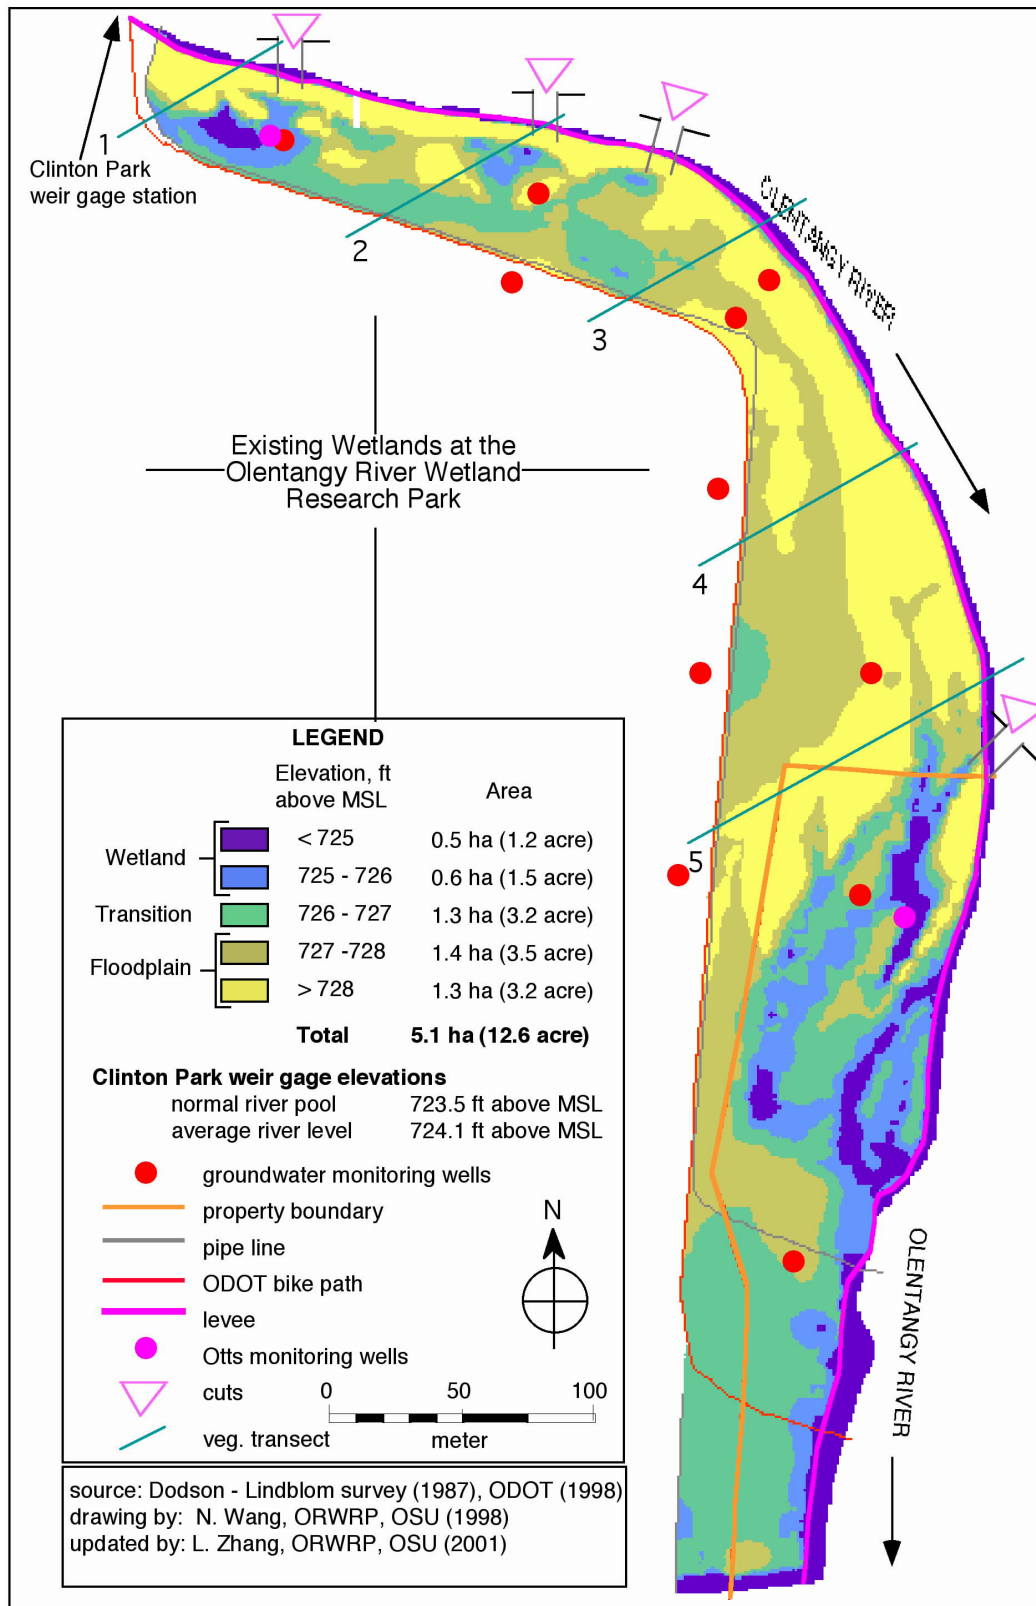 1
Clinton Park
weir gage station
2
3
OLENTANGY RIVER
Existing Wetlands at the
Olentangy River Wetland
Research Park
4
5
LEGEND
Elevation, ft
above MSL
Area
Wetland
< 725 0.5 ha (1.2 acre)
725 - 726 0.6 ha (1.5 acre)
Transition 726 - 727 1.3 ha (3.2 acre)
Floodplain
727 -728 1.4 ha (3.5 acre)
> 728 1.3 ha (3.2 acre)
Total 5.1 ha (12.6 acre)
Clinton Park weir gage elevations
normal river pool 723.5 ft above MSL
average river level 724.1 ft above MSL
groundwater monitoring wells
property boundary
pipe line
ODOT bike path
levee
Otts monitoring wells
cuts
veg. transect
N
0 50 100
meter
OLENTANGY RIVER
source: Dodson - Lindblom survey (1987), ODOT (1998)
drawing by: N. Wang, ORWRP, OSU (1998)
updated by: L. Zhang, ORWRP, OSU (2001)